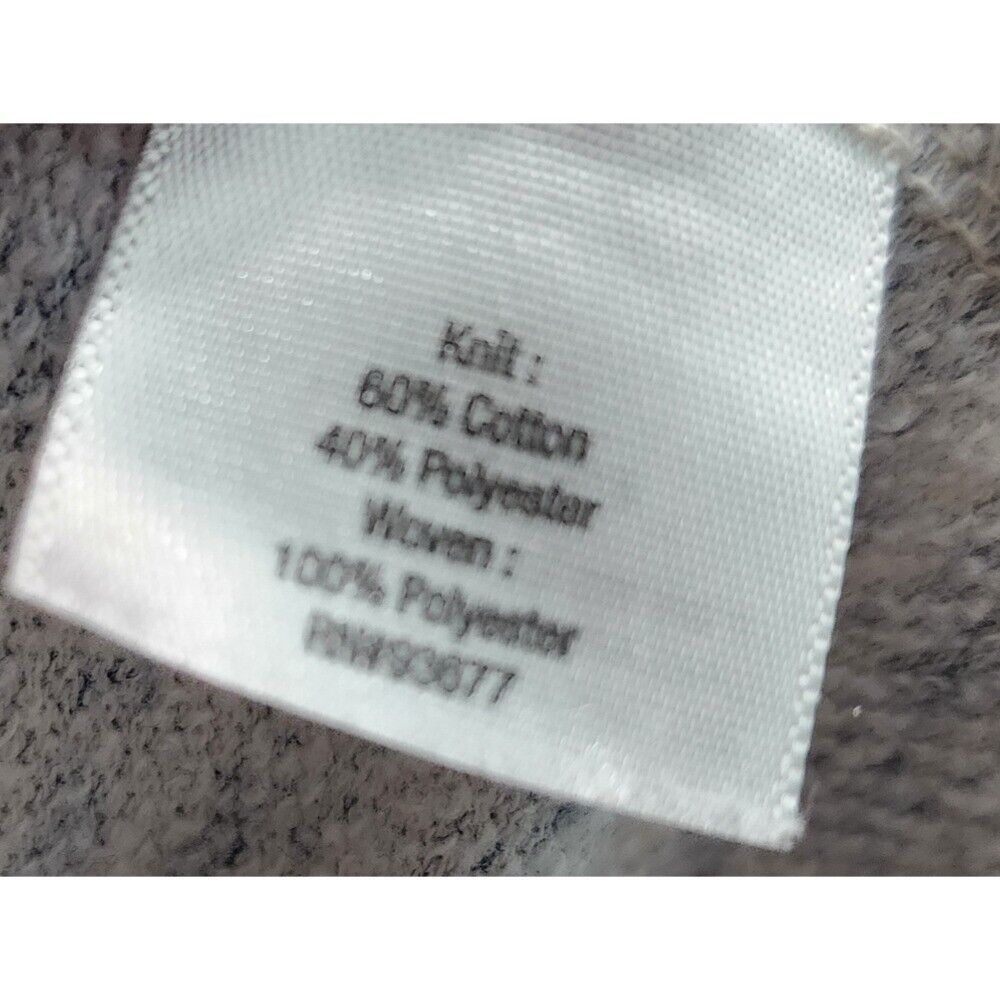 Knit :
60% Cotton
40% Polyester
Woven :
100% Polyester
RN#93677